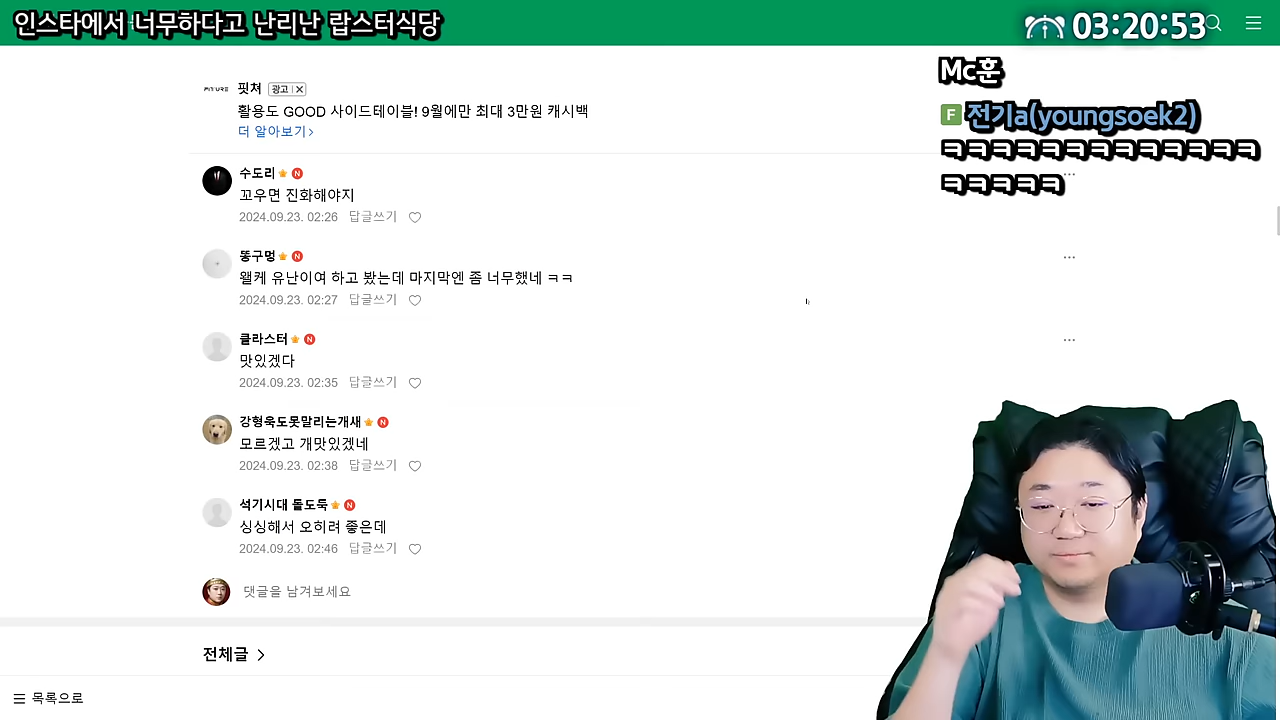 인스타에서 너무하다고 난리난 랍스터식당
03:20:53
Mc훈
F 전기a(youngsoek2)
ㅋㅋㅋㅋㅋㅋㅋㅋㅋㅋㅋㅋㅋ
ㅋㅋㅋㅋㅋ
핏쳐 광고 X
활용도 GOOD 사이드테이블! 9월에만 최대 3만원 캐시백
더 알아보기
수도리 N
꼬우면 진화해야지
2024.09.23. 02:26 답글쓰기
똥구멍 N
왤케 유난이여 하고 봤는데 마지막엔 좀 너무했네 ㅋㅋ
2024.09.23. 02:27 답글쓰기
클라스터 N
맛있겠다
2024.09.23. 02:35 답글쓰기
강형욱도못말리는개새 N
모르겠고 개맛있겠네
2024.09.23. 02:38 답글쓰기
석기시대 돌도둑 N
싱싱해서 오히려 좋은데
2024.09.23. 02:46 답글쓰기
댓글을 남겨보세요
전체글
목록으로